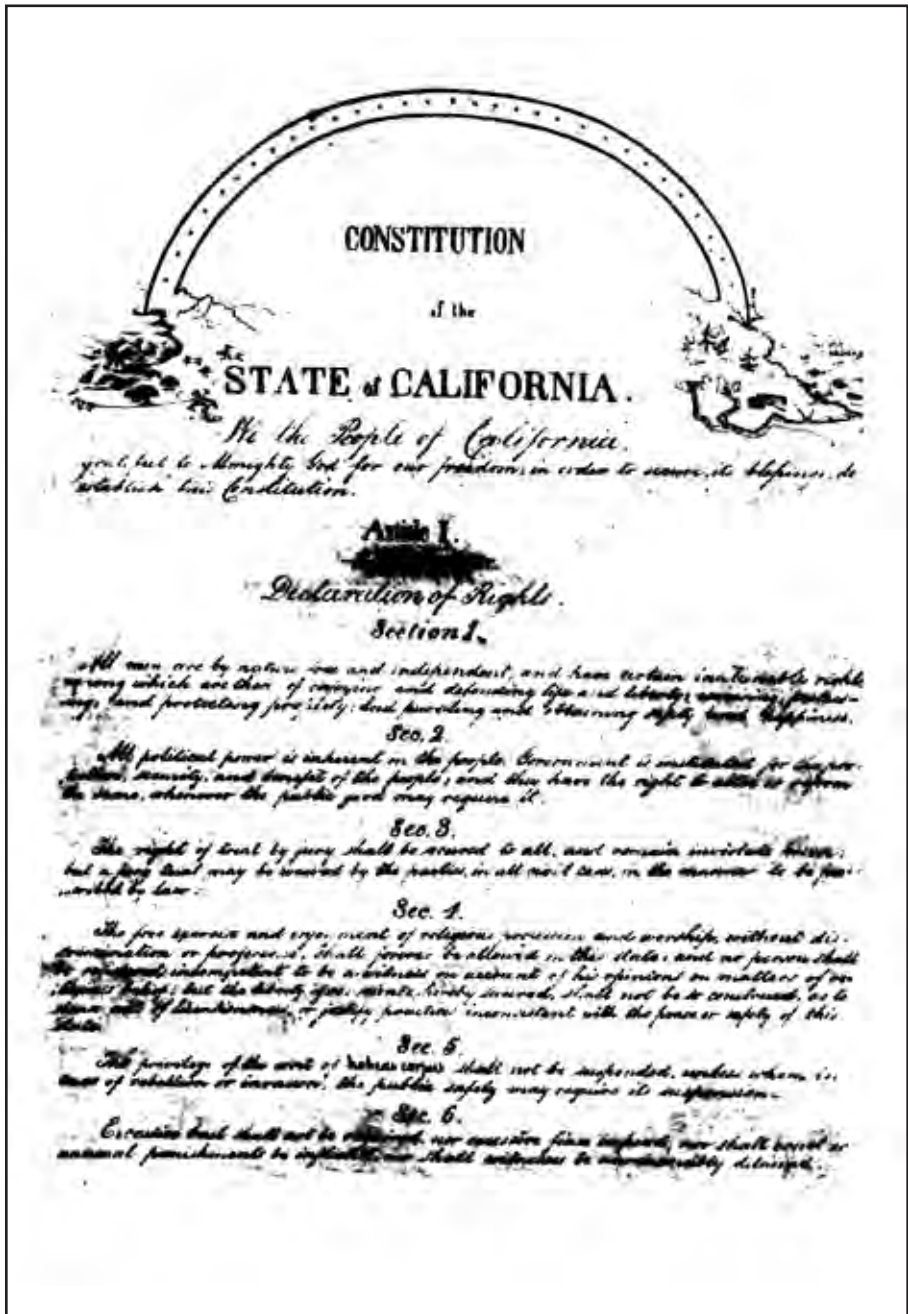 CONSTITUTION
of the
STATE of CALIFORNIA.
We the People of California,
grateful to Almighty God for our freedom: in order to secure its blessings, do
establish this Constitution.
Article I.
Declaration of Rights.
Section 1.
All men are by nature free and independent, and have certain inalienable rights
among which are those of enjoying and defending life and liberty, acquiring, possess-
ing, and protecting property: and pursuing and obtaining safety and happiness.
Sec. 2.
All political power is inherent in the people. Government is instituted for the pro-
tection, security, and benefit of the people; and they have the right to alter or reform
the same, whenever the public good may require it.
Sec. 3.
The right of trial by jury shall be secured to all, and remain inviolate forever;
but a jury trial may be waived by the parties, in all civil cases, in the manner to be pre-
scribed by law.
Sec. 4.
The free exercise and enjoyment of religious profession and worship, without dis-
crimination or preference, shall forever be allowed in this state: and no person shall
be rendered incompetent to be a witness on account of his opinions on matters of re-
ligious belief; but the liberty of conscience, hereby secured, shall not be so construed, as to
excuse acts of licentiousness, or justify practices inconsistent with the peace or safety of this
State.
Sec. 5.
The privilege of the writ of habeas corpus shall not be suspended, unless when in
cases of rebellion or invasion, the public safety may require its suspension.
Sec. 6.
Excessive bail shall not be required, nor excessive fines imposed, nor shall cruel or
unusual punishments be inflicted, nor shall witnesses be unreasonably detained.